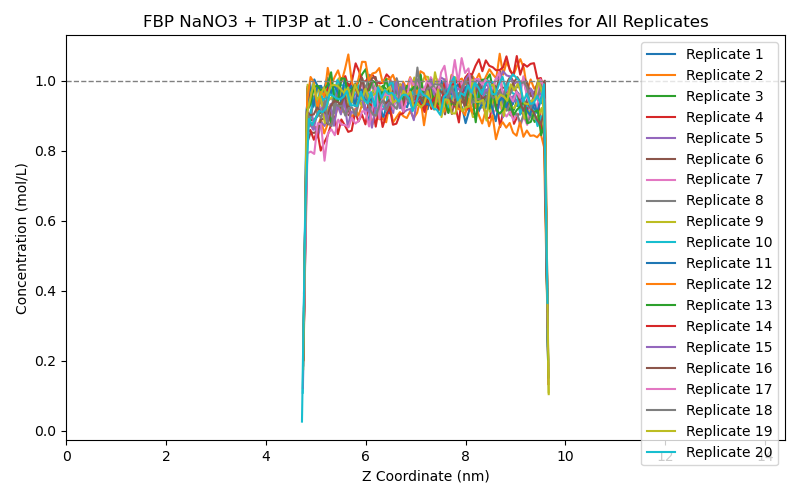 FBP NaNO3 + TIP3P at 1.0 - Concentration Profiles for All Replicates
Concentration (mol/L)
1.0
0.8
0.6
0.4
0.2
0.0
0
2
4
6
8
10
12
14
Z Coordinate (nm)
Replicate 1
Replicate 2
Replicate 3
Replicate 4
Replicate 5
Replicate 6
Replicate 7
Replicate 8
Replicate 9
Replicate 10
Replicate 11
Replicate 12
Replicate 13
Replicate 14
Replicate 15
Replicate 16
Replicate 17
Replicate 18
Replicate 19
Replicate 20